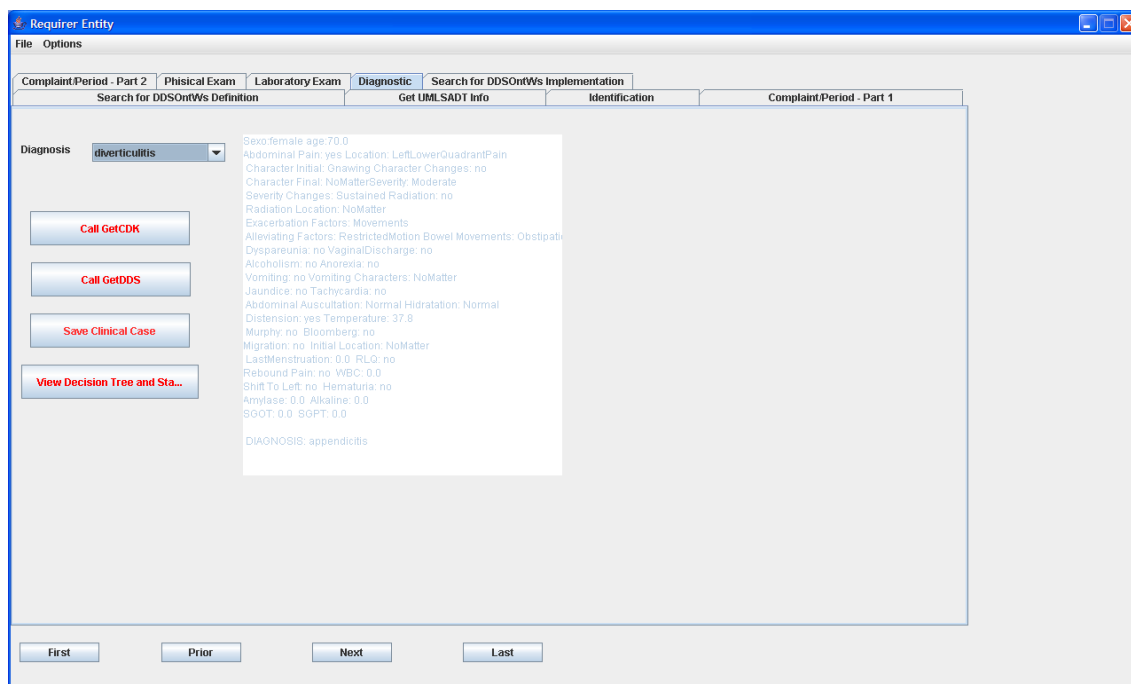 Requirer Entity
File Options
Complaint/Period - Part 2 Phisical Exam Laboratory Exam Diagnostic Search for DDSOntWs Implementation
Search for DDSOntWs Definition Get UMLSADT Info Identification Complaint/Period - Part 1
Diagnosis diverticulitis
Call GetCDK
Call GetDDS
Save Clinical Case
View Decision Tree and Sta...
Sexo:female age:70.0
Abdominal Pain: yes Location: LeftLowerQuadrantPain
Character Initial: Gnawing Character Changes: no
Character Final: NoMatterSeverity: Moderate
Severity Changes: Sustained Radiation: no
Radiation Location: NoMatter
Exacerbation Factors: Movements
Alleviating Factors: RestrictedMotion Bowel Movements: Obstipati
Dyspareunia: no VaginalDischarge: no
Alcoholism: no Anorexia: no
Vomiting: no Vomiting Characters: NoMatter
Jaundice: no Tachycardia: no
Abdominal Auscultation: Normal Hidratation: Normal
Distension: yes Temperature: 37.8
Murphy: no Bloomberg: no
Migration: no Initial Location: NoMatter
LastMenstruation: 0.0 RLQ: no
Rebound Pain: no WBC: 0.0
Shift To Left: no Hematuria: no
Amylase: 0.0 Alkaline: 0.0
SGOT: 0.0 SGPT: 0.0
DIAGNOSIS: appendicitis
First Prior Next Last